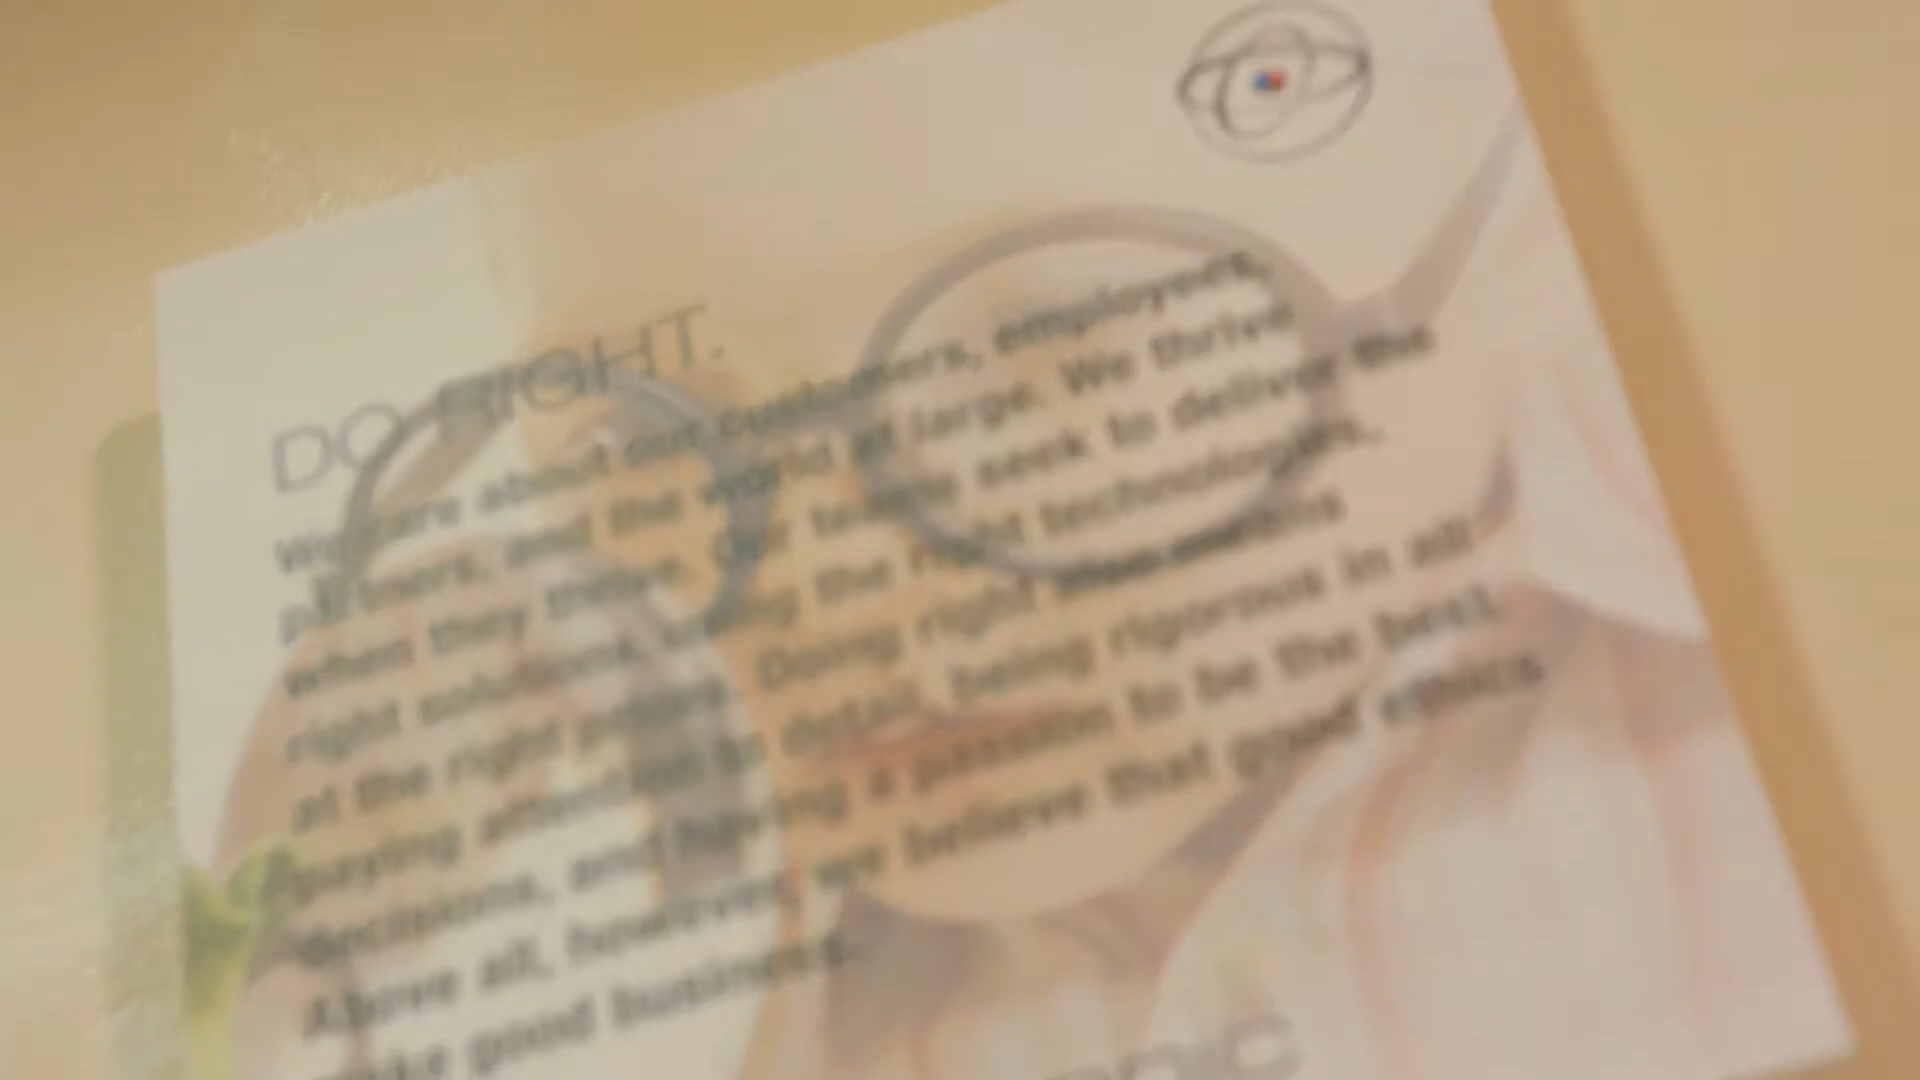 DO RIGHT.
We care about our customers, employees,
partners, and the world at large. We thrive
when they thrive. Our teams seek to deliver the
right solutions, using the right technologies,
at the right prices. Doing right also means
paying attention to detail, being rigorous in all
decisions, and having a passion to be the best.
Above all, however, we believe that good ethics
make good business.